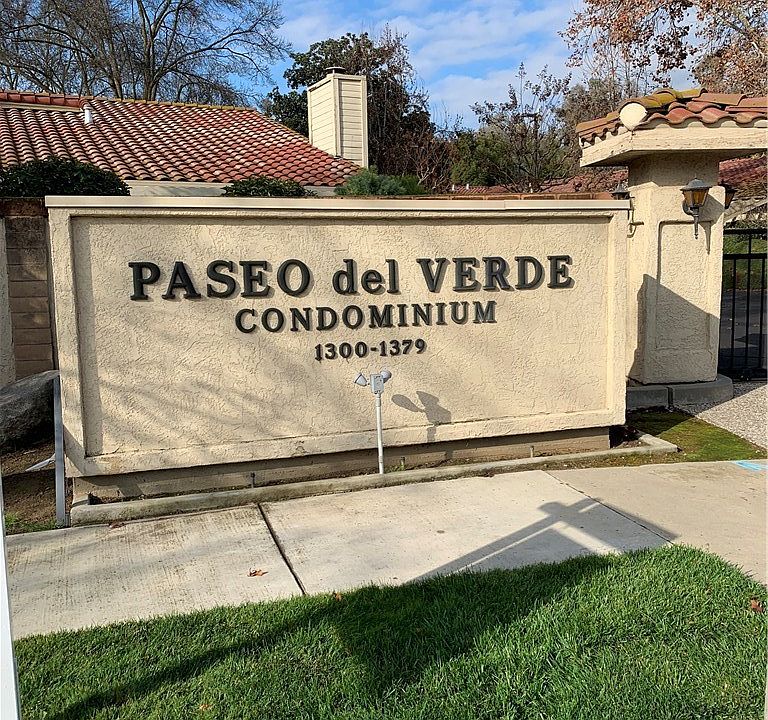 PASEO del VERDE
CONDOMINIUM
1300-1379